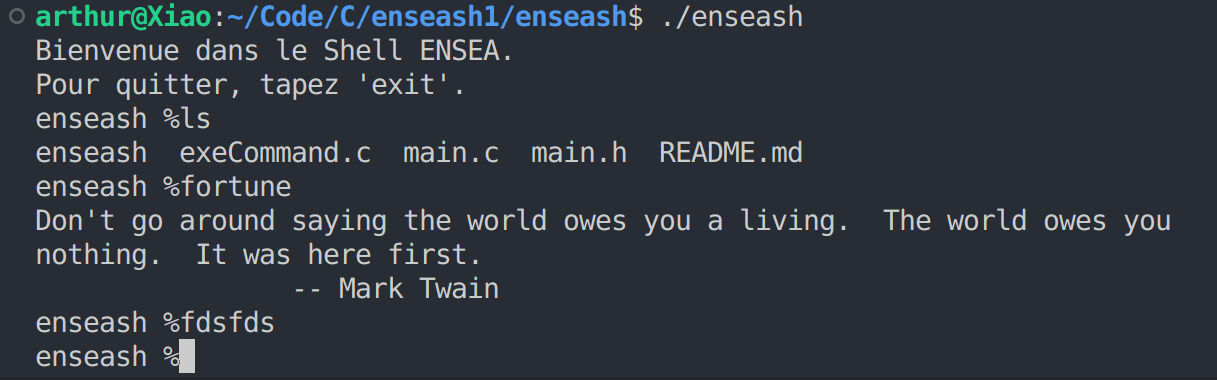 arthur@Xiao:~/Code/C/enseash1/enseash$ ./enseash
Bienvenue dans le Shell ENSEA.
Pour quitter, tapez 'exit'.
enseash %ls
enseash  exeCommand.c  main.c  main.h  README.md
enseash %fortune
Don't go around saying the world owes you a living.  The world owes you
nothing.  It was here first.
                -- Mark Twain
enseash %fdsfds
enseash %